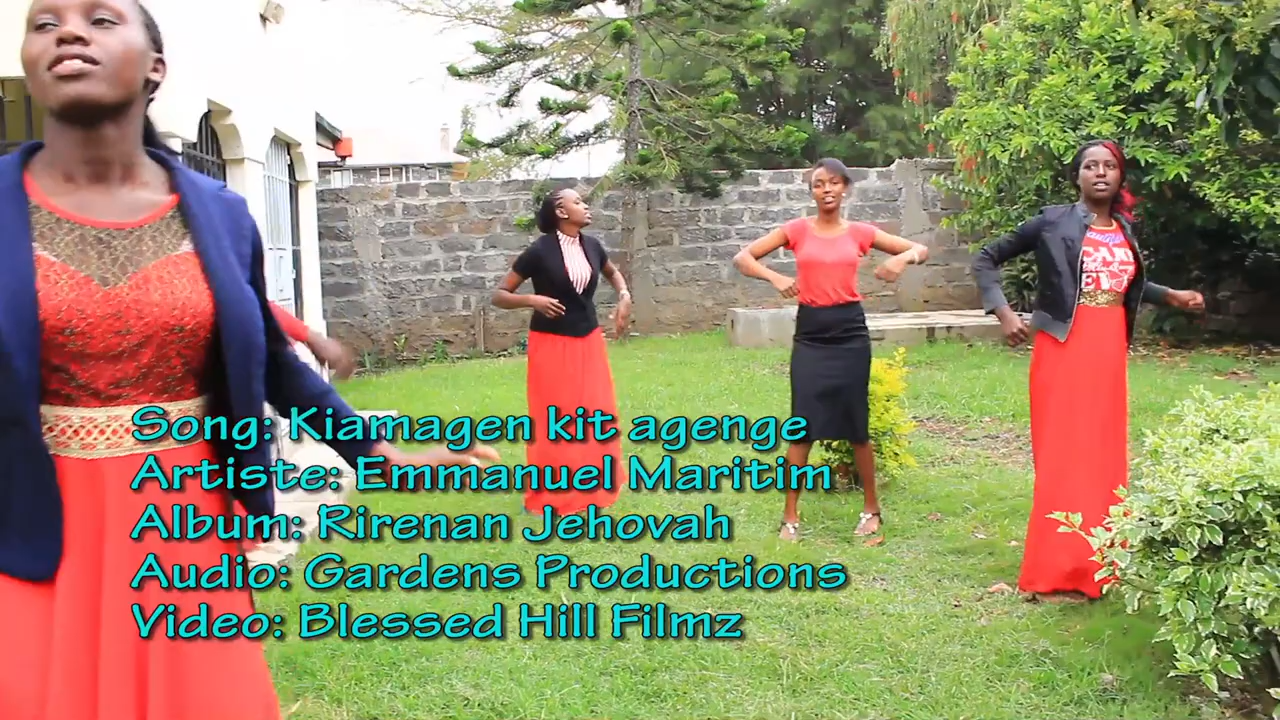 Song: Kiamagen kit agenge
Artiste: Emmanuel Maritim
Album: Rirenan Jehovah
Audio: Gardens Productions
Video: Blessed Hill Filmz